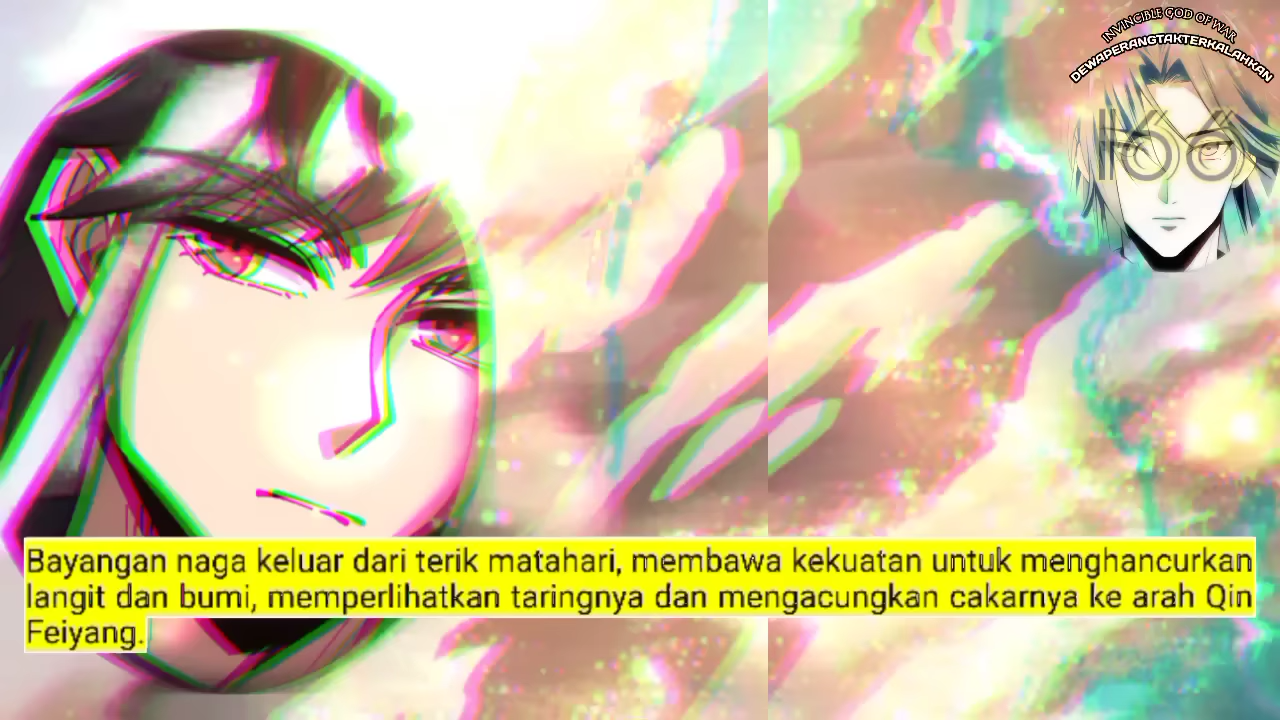 INVINCIBLE GOD OF WAR
DEWAPERANGTAKTERKALAHKAN
166
Bayangan naga keluar dari terik matahari, membawa kekuatan untuk menghancurkan
langit dan bumi, memperlihatkan taringnya dan mengacungkan cakarnya ke arah Qin
Feiyang.